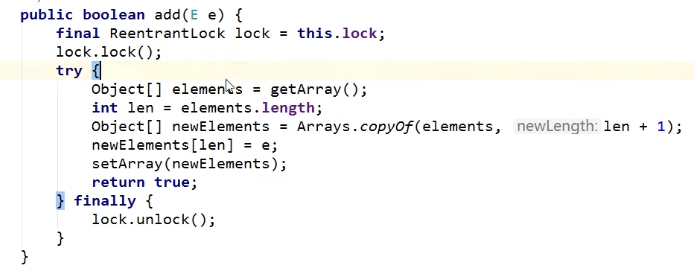 public boolean add(E e) {
final ReentrantLock lock = this.lock;
lock.lock();
try {
Object[] elements = getArray();
int len = elements.length;
Object[] newElements = Arrays.copyOf(elements, newLength: len + 1);
newElements[len] = e;
setArray(newElements);
return true;
} finally {
lock.unlock();
}
}